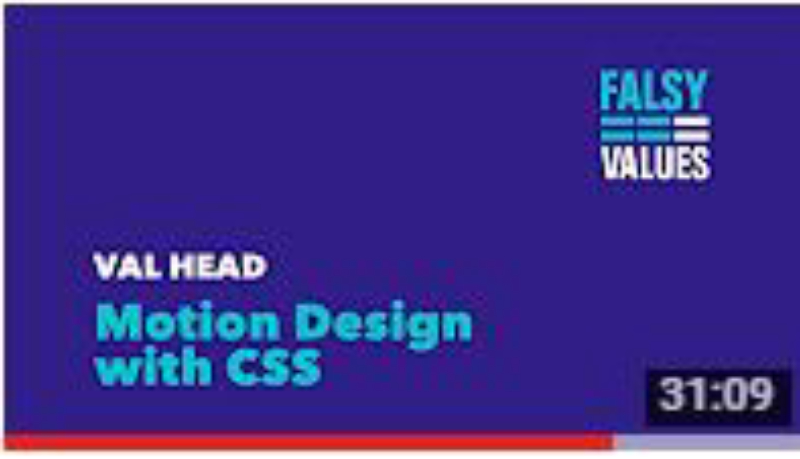 FALSY
VALUES
VAL HEAD
Motion Design
with CSS
31:09